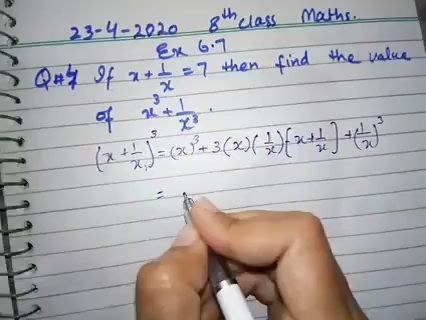 23-4-2020 8th class Maths.
Ex 6.7
Q#4 If x + 1/x = 7 then find the value
of x³ + 1/x³.
(x + 1/x)³ = (x)³ + 3(x)(1/x)[x + 1/x] + (1/x)³
=